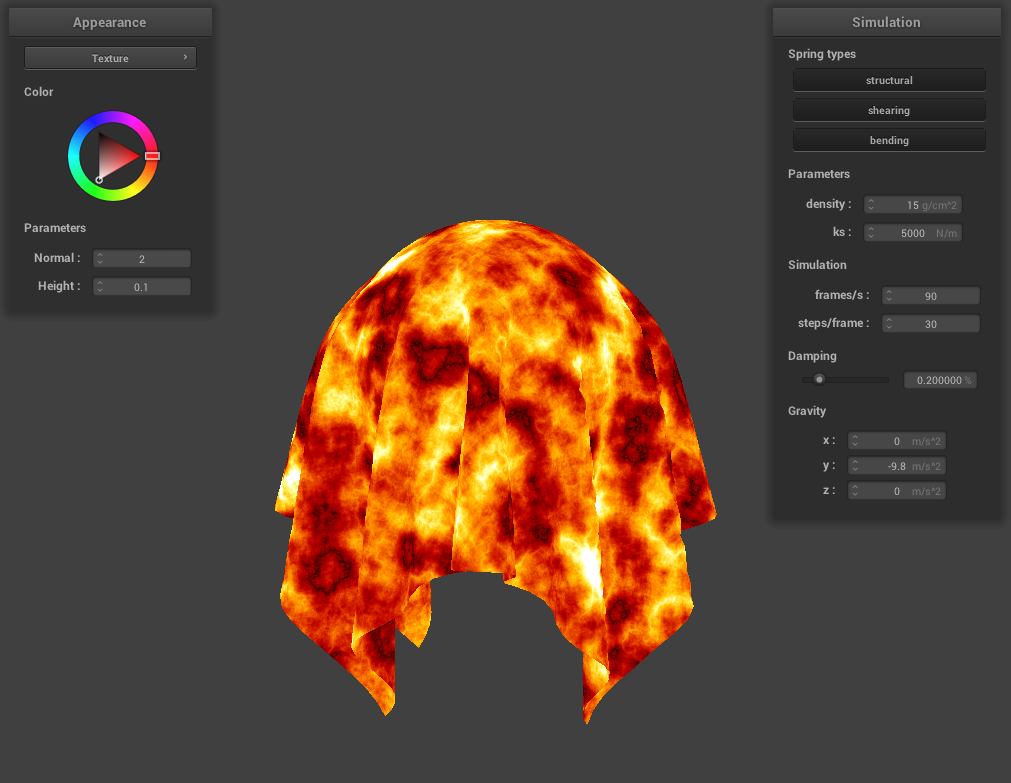 Appearance
Texture
Color
Parameters
Normal : 2
Height : 0.1
Simulation
Spring types
structural
shearing
bending
Parameters
density : 15 g/cm^2
ks : 5000 N/m
Simulation
frames/s : 90
steps/frame : 30
Damping
0.200000 %
Gravity
x : 0 m/s^2
y : -9.8 m/s^2
z : 0 m/s^2